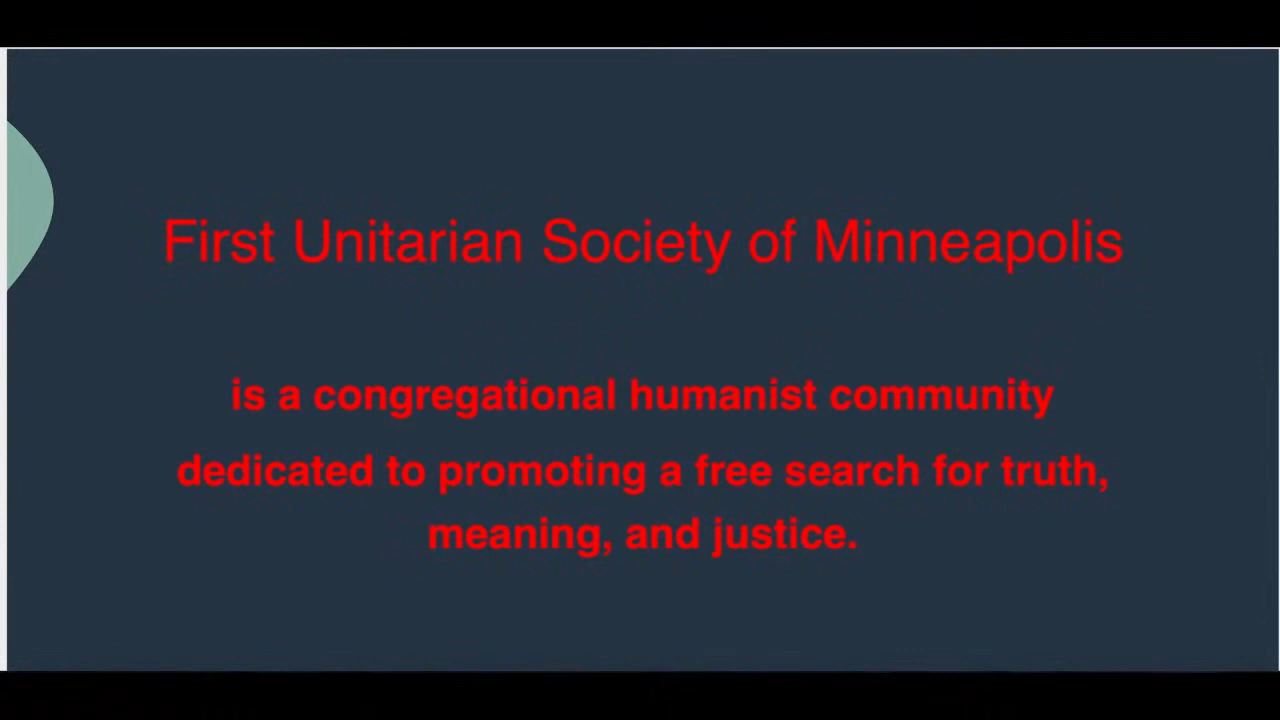 First Unitarian Society of Minneapolis
is a congregational humanist community
dedicated to promoting a free search for truth,
meaning, and justice.